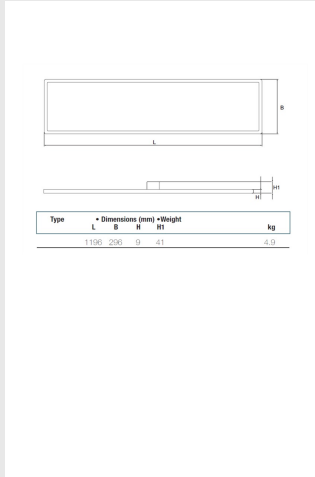 B
L
H1
H
Type • Dimensions (mm) •Weight
L B H H1 kg
1196 296 9 41 4.9